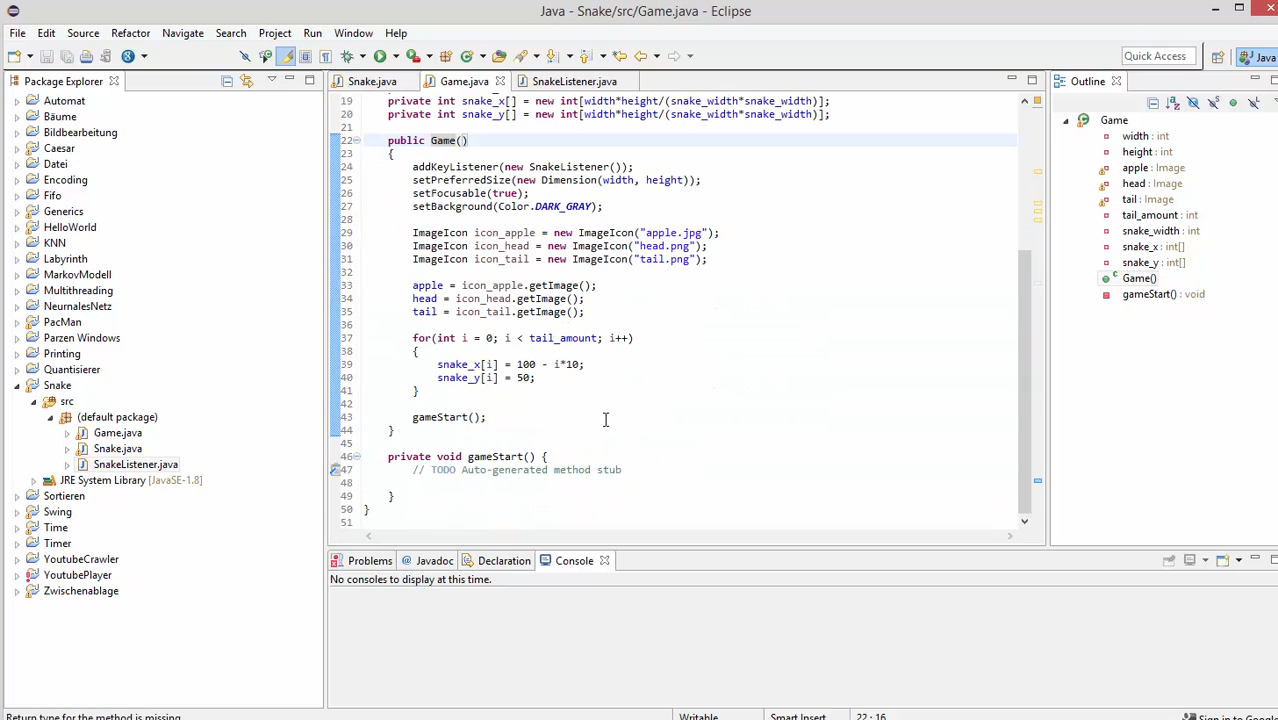 Java - Snake/src/Game.java - Eclipse
File Edit Source Refactor Navigate Search Project Run Window Help
Quick Access
Java
Package Explorer
Automat
Bäume
Bildbearbeitung
Caesar
Datei
Encoding
Fifo
Generics
HelloWorld
KNN
Labyrinth
MarkovModell
Multithreading
NeurnalesNetz
PacMan
Parzen Windows
Printing
Quantisierer
Snake
src
(default package)
Game.java
Snake.java
SnakeListener.java
JRE System Library [JavaSE-1.8]
Sortieren
Swing
Time
Timer
YoutubeCrawler
YoutubePlayer
Zwischenablage
Snake.java Game.java SnakeListener.java
19 private int snake_x[] = new int[width*height/(snake_width*snake_width)];
20 private int snake_y[] = new int[width*height/(snake_width*snake_width)];
21
22 public Game()
23 {
24 addKeyListener(new SnakeListener());
25 setPreferredSize(new Dimension(width, height));
26 setFocusable(true);
27 setBackground(Color.DARK_GRAY);
28
29 ImageIcon icon_apple = new ImageIcon("apple.jpg");
30 ImageIcon icon_head = new ImageIcon("head.png");
31 ImageIcon icon_tail = new ImageIcon("tail.png");
32
33 apple = icon_apple.getImage();
34 head = icon_head.getImage();
35 tail = icon_tail.getImage();
36
37 for(int i = 0; i < tail_amount; i++)
38 {
39 snake_x[i] = 100 - i*10;
40 snake_y[i] = 50;
41 }
42
43 gameStart();
44 }
45
46 private void gameStart() {
47 // TODO Auto-generated method stub
48
49 }
50 }
51
Outline
Game
width : int
height : int
apple : Image
head : Image
tail : Image
tail_amount : int
snake_width : int
snake_x : int[]
snake_y : int[]
Game()
gameStart() : void
Problems Javadoc Declaration Console
No consoles to display at this time.
Return type for the method is missing
Writable Smart Insert 22 : 16 Sign in to Google